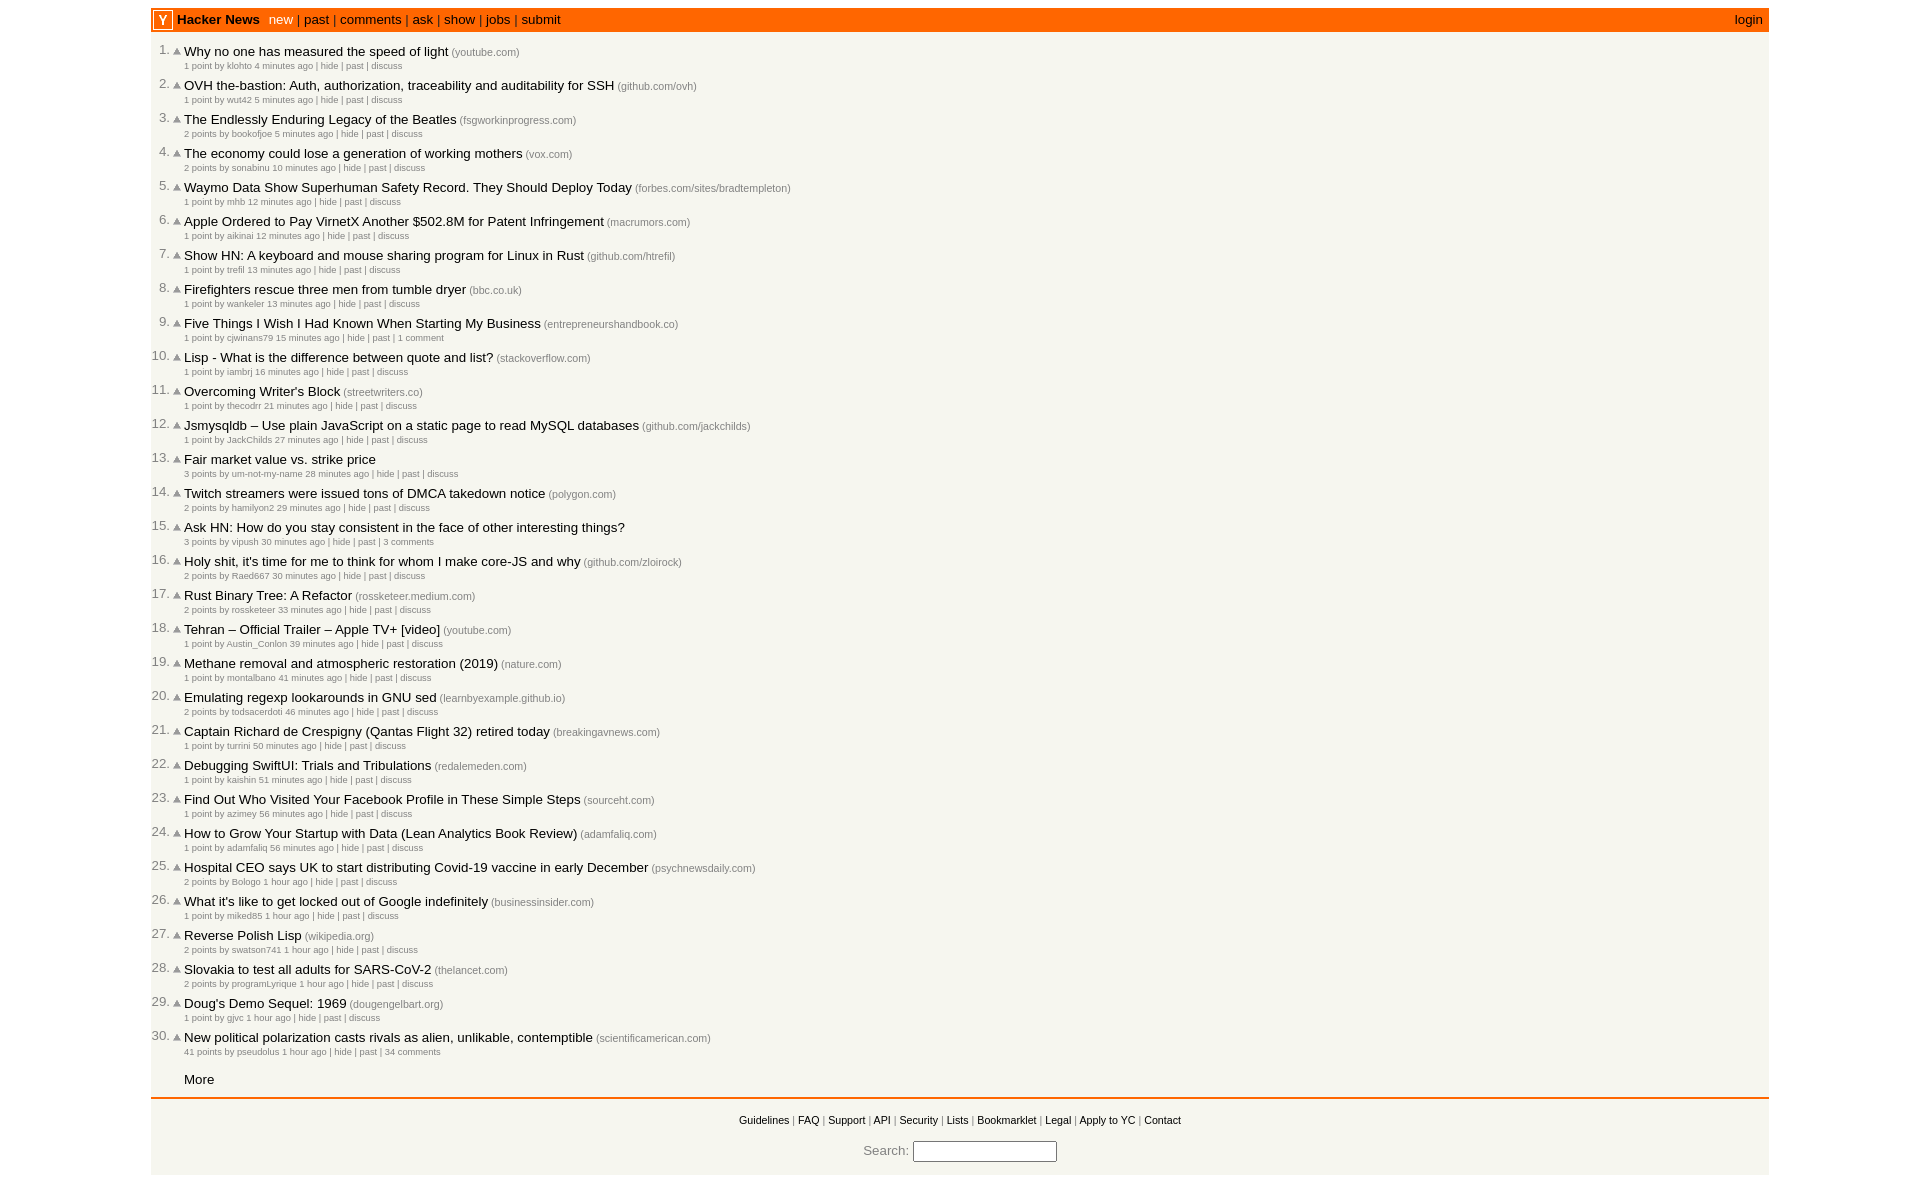 Y Hacker News new | past | comments | ask | show | jobs | submit login
1. Why no one has measured the speed of light (youtube.com)
1 point by klohto 4 minutes ago | hide | past | discuss
2. OVH the-bastion: Auth, authorization, traceability and auditability for SSH (github.com/ovh)
1 point by wut42 5 minutes ago | hide | past | discuss
3. The Endlessly Enduring Legacy of the Beatles (fsgworkinprogress.com)
2 points by bookofjoe 5 minutes ago | hide | past | discuss
4. The economy could lose a generation of working mothers (vox.com)
2 points by sonabinu 10 minutes ago | hide | past | discuss
5. Waymo Data Show Superhuman Safety Record. They Should Deploy Today (forbes.com/sites/bradtempleton)
1 point by mhb 12 minutes ago | hide | past | discuss
6. Apple Ordered to Pay VirnetX Another $502.8M for Patent Infringement (macrumors.com)
1 point by aikinai 12 minutes ago | hide | past | discuss
7. Show HN: A keyboard and mouse sharing program for Linux in Rust (github.com/htrefil)
1 point by trefil 13 minutes ago | hide | past | discuss
8. Firefighters rescue three men from tumble dryer (bbc.co.uk)
1 point by wankeler 13 minutes ago | hide | past | discuss
9. Five Things I Wish I Had Known When Starting My Business (entrepreneurshandbook.co)
1 point by cjwinans79 15 minutes ago | hide | past | 1 comment
10. Lisp - What is the difference between quote and list? (stackoverflow.com)
1 point by iambrj 16 minutes ago | hide | past | discuss
11. Overcoming Writer's Block (streetwriters.co)
1 point by thecodrr 21 minutes ago | hide | past | discuss
12. Jsmysqldb – Use plain JavaScript on a static page to read MySQL databases (github.com/jackchilds)
1 point by JackChilds 27 minutes ago | hide | past | discuss
13. Fair market value vs. strike price
3 points by um-not-my-name 28 minutes ago | hide | past | discuss
14. Twitch streamers were issued tons of DMCA takedown notice (polygon.com)
2 points by hamilyon2 29 minutes ago | hide | past | discuss
15. Ask HN: How do you stay consistent in the face of other interesting things?
3 points by vipush 30 minutes ago | hide | past | 3 comments
16. Holy shit, it's time for me to think for whom I make core-JS and why (github.com/zloirock)
2 points by Raed667 30 minutes ago | hide | past | discuss
17. Rust Binary Tree: A Refactor (rossketeer.medium.com)
2 points by rossketeer 33 minutes ago | hide | past | discuss
18. Tehran – Official Trailer – Apple TV+ [video] (youtube.com)
1 point by Austin_Conlon 39 minutes ago | hide | past | discuss
19. Methane removal and atmospheric restoration (2019) (nature.com)
1 point by montalbano 41 minutes ago | hide | past | discuss
20. Emulating regexp lookarounds in GNU sed (learnbyexample.github.io)
2 points by todsacerdoti 46 minutes ago | hide | past | discuss
21. Captain Richard de Crespigny (Qantas Flight 32) retired today (breakingavnews.com)
1 point by turrini 50 minutes ago | hide | past | discuss
22. Debugging SwiftUI: Trials and Tribulations (redalemeden.com)
1 point by kaishin 51 minutes ago | hide | past | discuss
23. Find Out Who Visited Your Facebook Profile in These Simple Steps (sourceht.com)
1 point by azimey 56 minutes ago | hide | past | discuss
24. How to Grow Your Startup with Data (Lean Analytics Book Review) (adamfaliq.com)
1 point by adamfaliq 56 minutes ago | hide | past | discuss
25. Hospital CEO says UK to start distributing Covid-19 vaccine in early December (psychnewsdaily.com)
2 points by Bologo 1 hour ago | hide | past | discuss
26. What it's like to get locked out of Google indefinitely (businessinsider.com)
1 point by miked85 1 hour ago | hide | past | discuss
27. Reverse Polish Lisp (wikipedia.org)
2 points by swatson741 1 hour ago | hide | past | discuss
28. Slovakia to test all adults for SARS-CoV-2 (thelancet.com)
2 points by programLyrique 1 hour ago | hide | past | discuss
29. Doug's Demo Sequel: 1969 (dougengelbart.org)
1 point by gjvc 1 hour ago | hide | past | discuss
30. New political polarization casts rivals as alien, unlikable, contemptible (scientificamerican.com)
41 points by pseudolus 1 hour ago | hide | past | 34 comments
More
Guidelines | FAQ | Support | API | Security | Lists | Bookmarklet | Legal | Apply to YC | Contact
Search: